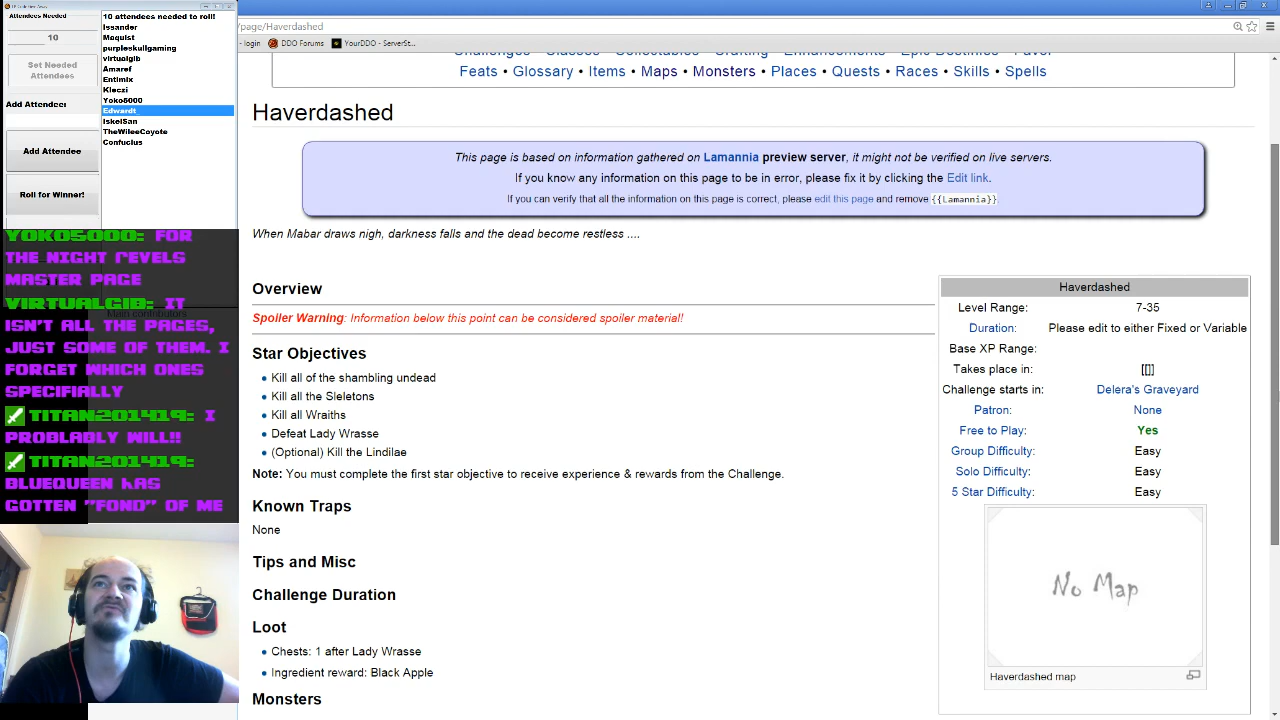 Attendees Needed
10
Set Needed
Attendees
Add Attendee:
Add Attendee
Roll for Winner!
10 attendees needed to roll!
Issander
Maquist
purpleskullgaming
virtualgib
Amaref
Entimix
Kleczi
Yoko5000
Edwardt
IskelSan
TheWileeCoyote
Confucius
YOKO5000: FOR
THE NIGHT REVELS
MASTER PAGE
VIRTUALGIB: IT
ISN'T ALL THE PAGES,
JUST SOME OF THEM. I
FORGET WHICH ONES
SPECIFIALLY
TITAN201419: I
PROBLABLY WILL!!
TITAN201419:
BLUEQUEEN HAS
GOTTEN "FOND" OF ME
Main contributors
/page/Haverdashed
- login DDO Forums YourDDO - ServerSt...
Feats • Glossary • Items • Maps • Monsters • Places • Quests • Races • Skills • Spells
Haverdashed
This page is based on information gathered on Lamannia preview server, it might not be verified on live servers.
If you know any information on this page to be in error, please fix it by clicking the Edit link.
If you can verify that all the information on this page is correct, please edit this page and remove {{Lamannia}}
When Mabar draws nigh, darkness falls and the dead become restless ....
Overview
Spoiler Warning: Information below this point can be considered spoiler material!
Star Objectives
• Kill all of the shambling undead
• Kill all the Sleletons
• Kill all Wraiths
• Defeat Lady Wrasse
• (Optional) Kill the Lindilae
Note: You must complete the first star objective to receive experience & rewards from the Challenge.
Known Traps
None
Tips and Misc
Challenge Duration
Loot
• Chests: 1 after Lady Wrasse
• Ingredient reward: Black Apple
Monsters
Haverdashed
Level Range: 7-35
Duration: Please edit to either Fixed or Variable
Base XP Range:
Takes place in: [[]]
Challenge starts in: Delera's Graveyard
Patron: None
Free to Play: Yes
Group Difficulty: Easy
Solo Difficulty: Easy
5 Star Difficulty: Easy
No Map
Haverdashed map